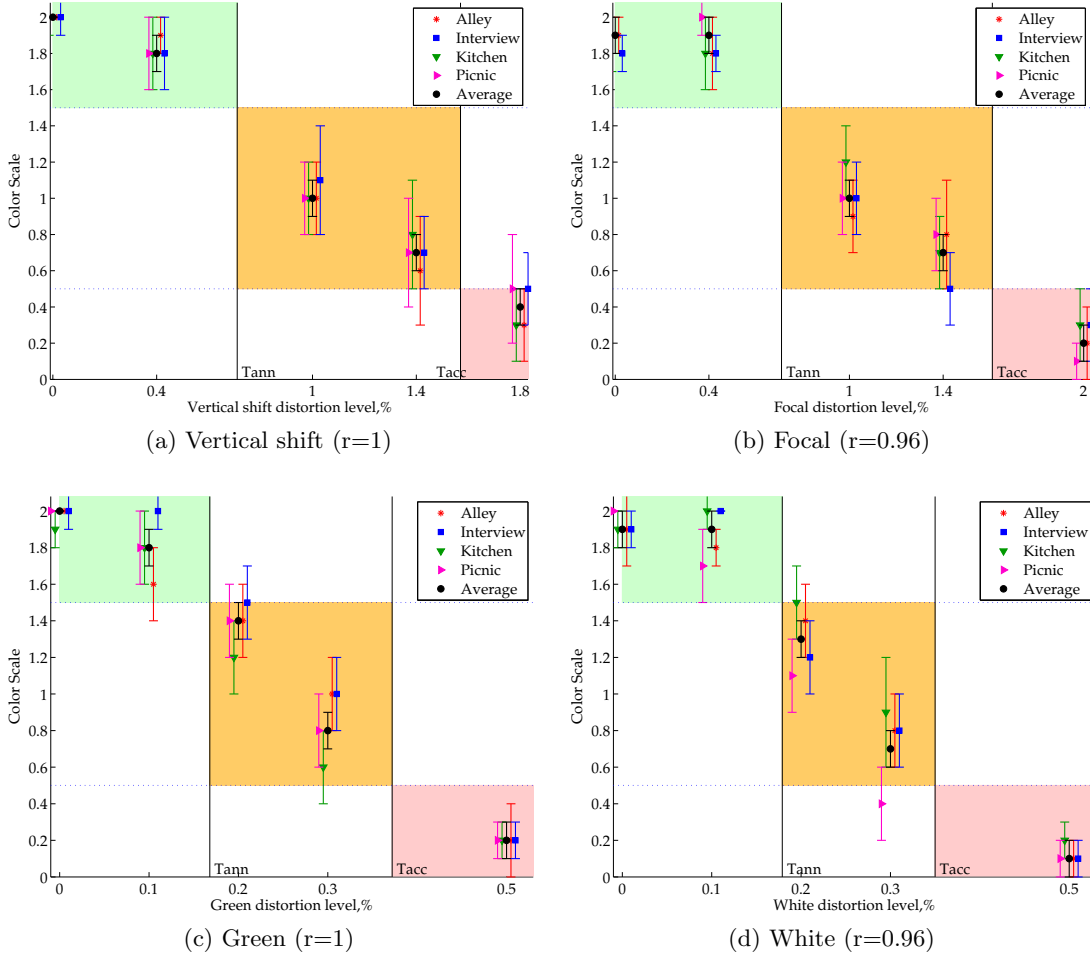 2
1.8
1.6
1.4
1.2
1
0.8
0.6
0.4
0.2
0
Color Scale
Alley
Interview
Kitchen
Picnic
Average
Tann
Tacc
0 0.4 1 1.4 1.8
Vertical shift distortion level,%
(a) Vertical shift (r=1)
2
1.8
1.6
1.4
1.2
1
0.8
0.6
0.4
0.2
0
Color Scale
Alley
Interview
Kitchen
Picnic
Average
Tann
Tacc
0 0.4 1 1.4 2
Focal distortion level,%
(b) Focal (r=0.96)
2
1.8
1.6
1.4
1.2
1
0.8
0.6
0.4
0.2
0
Color Scale
Alley
Interview
Kitchen
Picnic
Average
Tann
Tacc
0 0.1 0.2 0.3 0.5
Green distortion level,%
(c) Green (r=1)
2
1.8
1.6
1.4
1.2
1
0.8
0.6
0.4
0.2
0
Color Scale
Alley
Interview
Kitchen
Picnic
Average
Tann
Tacc
0 0.1 0.2 0.3 0.5
White distortion level,%
(d) White (r=0.96)